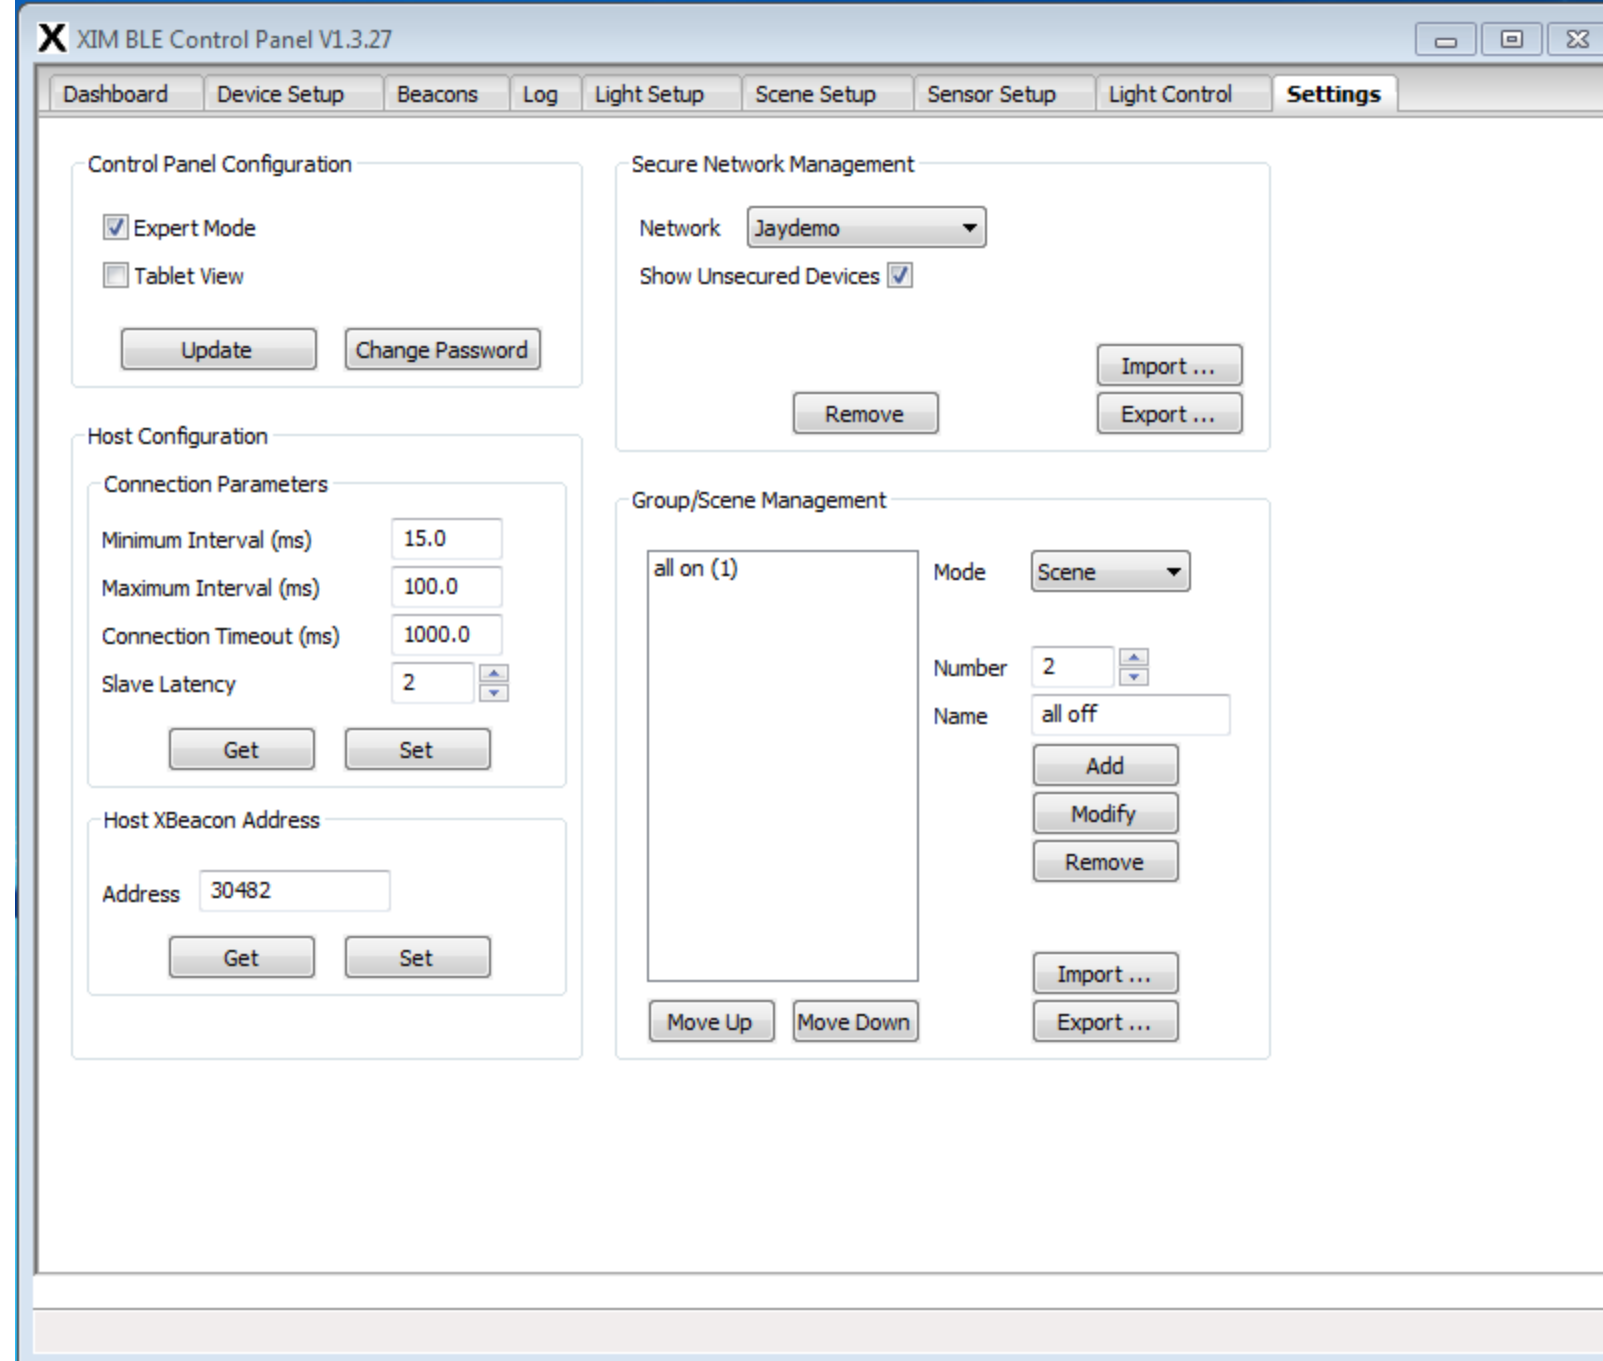 X XIM BLE Control Panel V1.3.27
Dashboard Device Setup Beacons Log Light Setup Scene Setup Sensor Setup Light Control Settings
Control Panel Configuration
Expert Mode
Tablet View
Update Change Password
Host Configuration
Connection Parameters
Minimum Interval (ms) 15.0
Maximum Interval (ms) 100.0
Connection Timeout (ms) 1000.0
Slave Latency 2
Get Set
Host XBeacon Address
Address 30482
Get Set
Secure Network Management
Network Jaydemo
Show Unsecured Devices
Import ...
Remove Export ...
Group/Scene Management
all on (1)
Mode Scene
Number 2
Name all off
Add
Modify
Remove
Import ...
Move Up Move Down Export ...